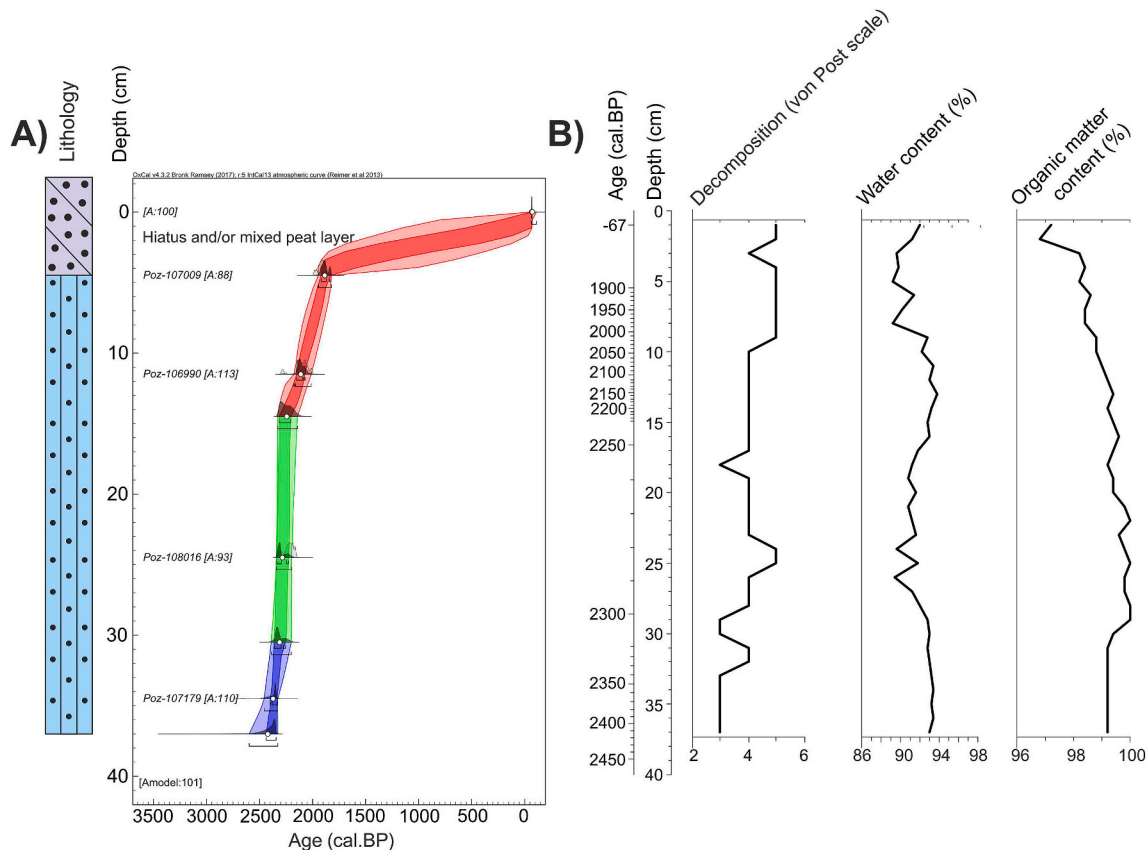 A)
Lithology
Depth (cm)
OxCal v4.3.2 Bronk Ramsey (2017); r:5 IntCal13 atmospheric curve (Reimer et al 2013)
0
[A:100]
Hiatus and/or mixed peat layer
Poz-107009 [A:88]
10
Poz-106990 [A:113]
20
Poz-108016 [A:93]
30
Poz-107179 [A:110]
40
[Amodel:101]
3500 3000 2500 2000 1500 1000 500 0
Age (cal.BP)
B)
Age (cal.BP)
Depth (cm)
Decomposition (von Post scale)
Water content (%)
Organic matter
content (%)
-67
1900
1950
2000
2050
2100
2150
2200
2250
2300
2350
2400
2450
0
5
10
15
20
25
30
35
40
2 4 6
86 90 93 98
96 98 100